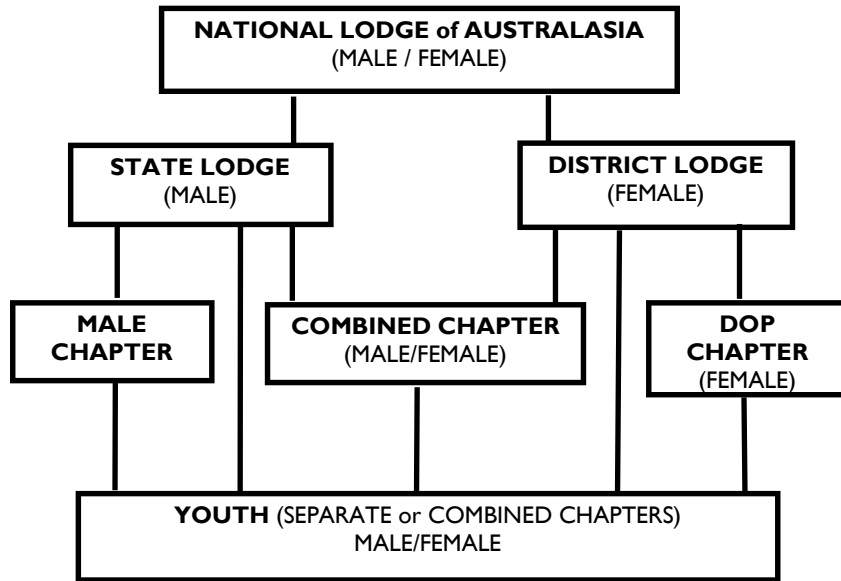 NATIONAL LODGE of AUSTRALASIA
(MALE / FEMALE)
STATE LODGE
(MALE)
DISTRICT LODGE
(FEMALE)
MALE
CHAPTER
COMBINED CHAPTER
(MALE/FEMALE)
DOP
CHAPTER
(FEMALE)
YOUTH (SEPARATE or COMBINED CHAPTERS)
MALE/FEMALE